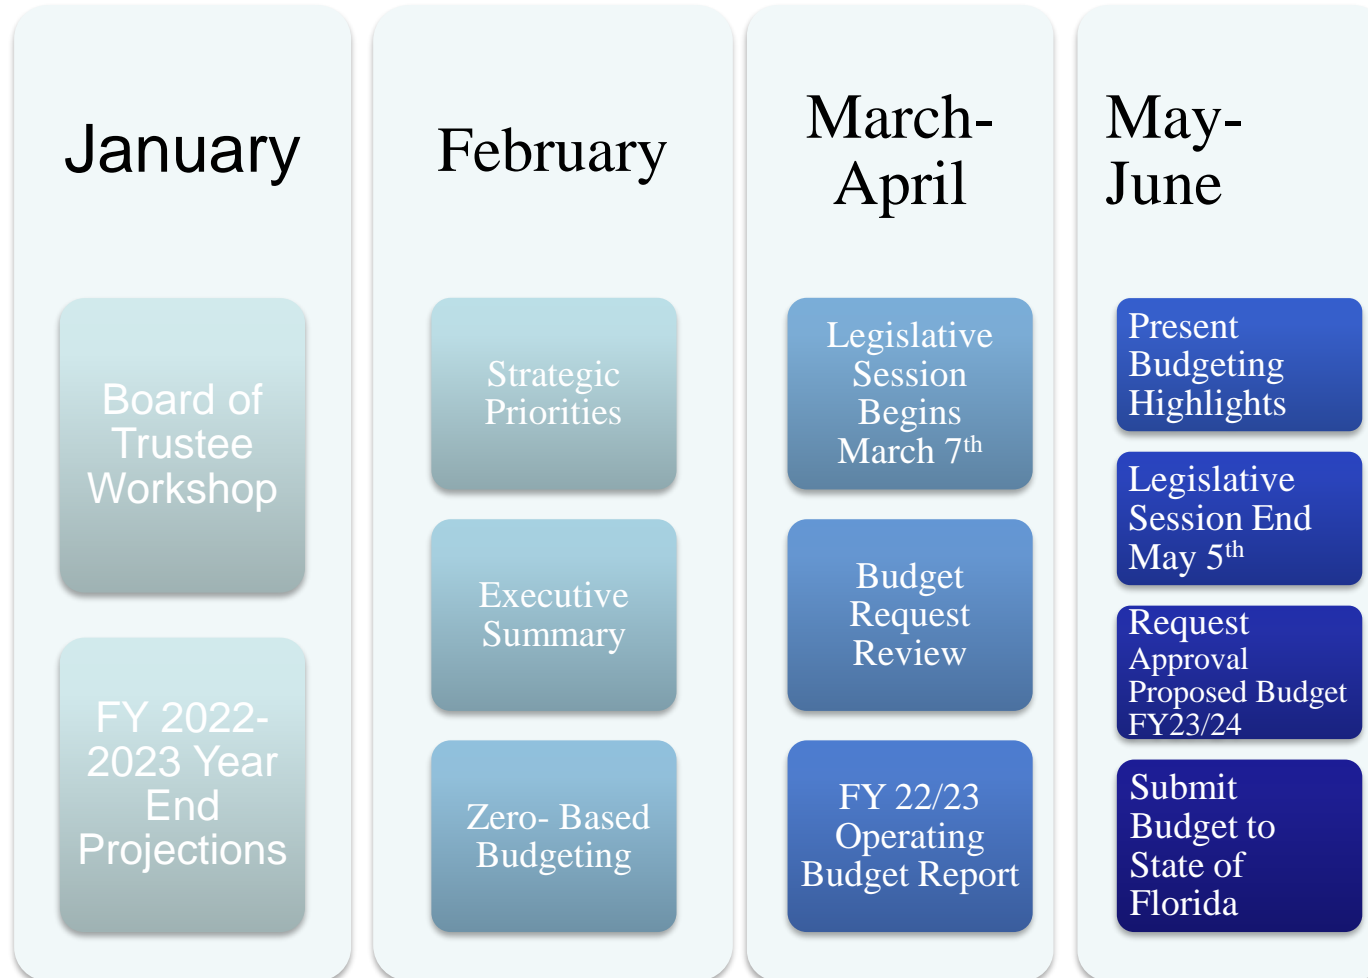 January
Board of
Trustee
Workshop
FY 2022-
2023 Year
End
Projections
February
Strategic
Priorities
Executive
Summary
Zero- Based
Budgeting
March-
April
Legislative
Session
Begins
March 7th
Budget
Request
Review
FY 22/23
Operating
Budget Report
May-
June
Present
Budgeting
Highlights
Legislative
Session End
May 5th
Request
Approval
Proposed Budget
FY23/24
Submit
Budget to
State of
Florida